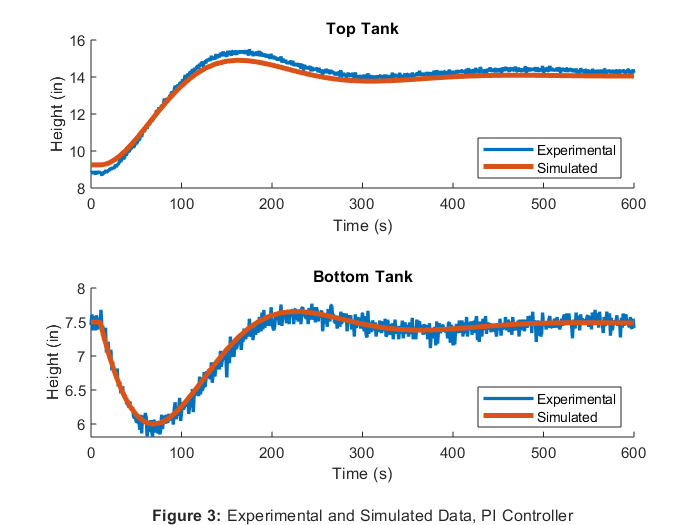 Top Tank
16
14
12
10
8
Height (in)
Experimental
Simulated
0 100 200 300 400 500 600
Time (s)
Bottom Tank
8
7.5
7
6.5
6
Height (in)
Experimental
Simulated
0 100 200 300 400 500 600
Time (s)
Figure 3: Experimental and Simulated Data, PI Controller